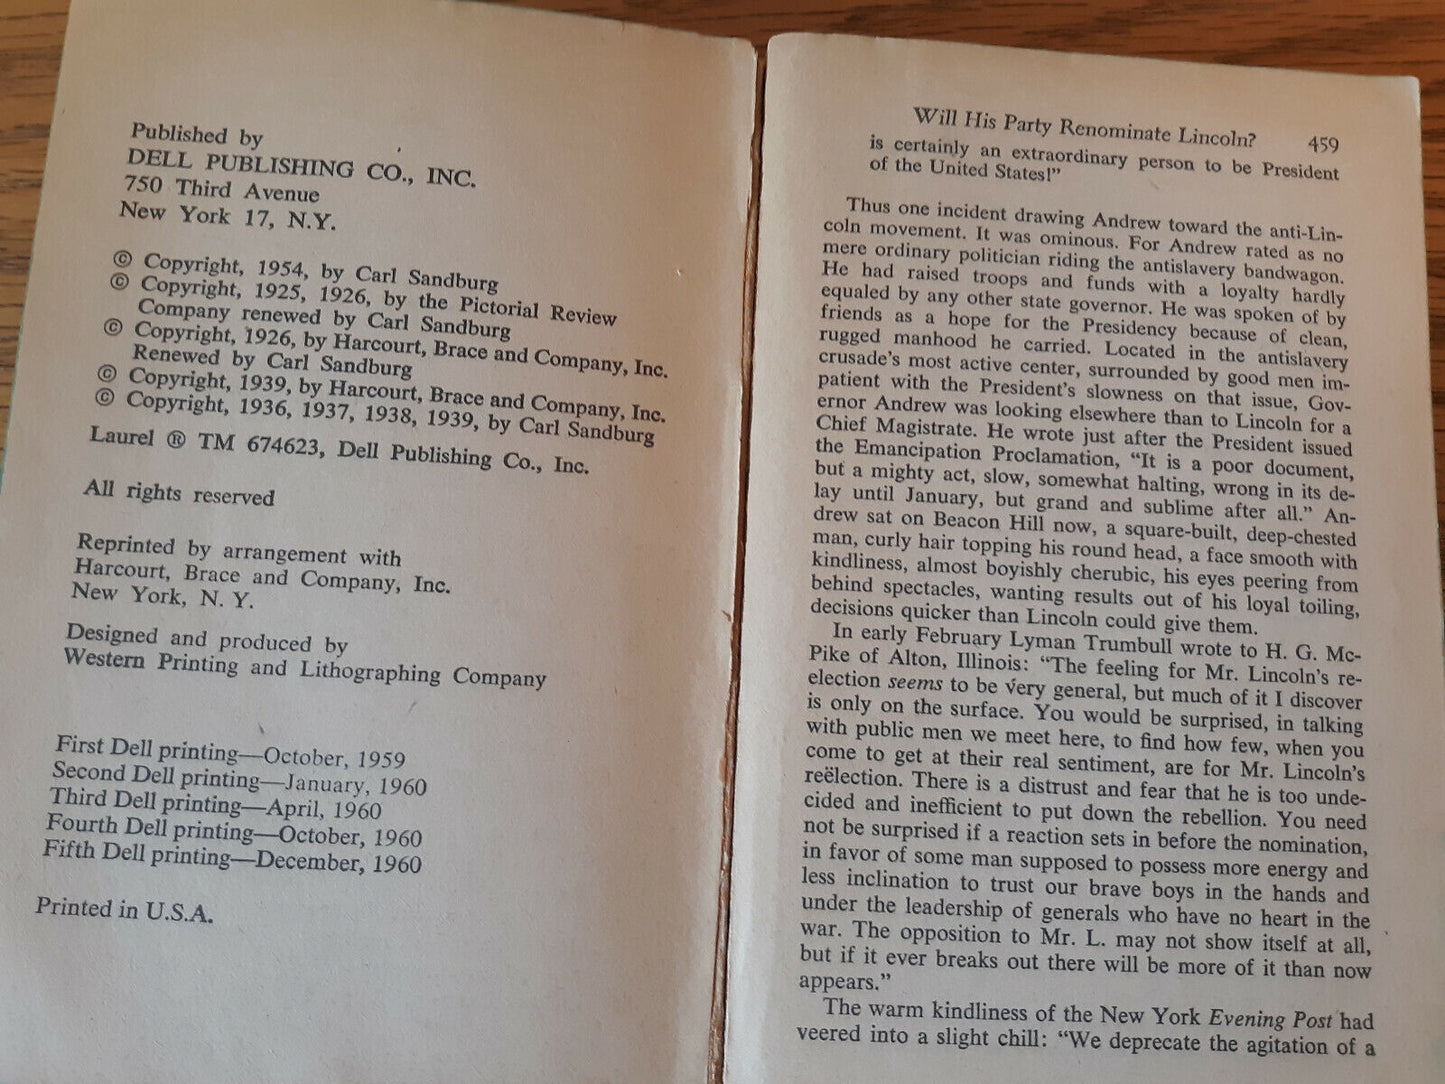 Published by
DELL PUBLISHING CO., INC.
750 Third Avenue
New York 17, N.Y.
© Copyright, 1954, by Carl Sandburg
© Copyright, 1925, 1926, by the Pictorial Review
Company renewed by Carl Sandburg
© Copyright, 1926, by Harcourt, Brace and Company, Inc.
Renewed by Carl Sandburg
© Copyright, 1939, by Harcourt, Brace and Company, Inc.
© Copyright, 1936, 1937, 1938, 1939, by Carl Sandburg
Laurel ® TM 674623, Dell Publishing Co., Inc.
All rights reserved
Reprinted by arrangement with
Harcourt, Brace and Company, Inc.
New York, N. Y.
Designed and produced by
Western Printing and Lithographing Company
First Dell printing—October, 1959
Second Dell printing—January, 1960
Third Dell printing—April, 1960
Fourth Dell printing—October, 1960
Fifth Dell printing—December, 1960
Printed in U.S.A.
Will His Party Renominate Lincoln? 459
is certainly an extraordinary person to be President
of the United States!”
Thus one incident drawing Andrew toward the anti-Lin-
coln movement. It was ominous. For Andrew rated as no
mere ordinary politician riding the antislavery bandwagon.
He had raised troops and funds with a loyalty hardly
equaled by any other state governor. He was spoken of by
friends as a hope for the Presidency because of clean,
rugged manhood he carried. Located in the antislavery
crusade’s most active center, surrounded by good men im-
patient with the President’s slowness on that issue, Gov-
ernor Andrew was looking elsewhere than to Lincoln for a
Chief Magistrate. He wrote just after the President issued
the Emancipation Proclamation, “It is a poor document,
but a mighty act, slow, somewhat halting, wrong in its de-
lay until January, but grand and sublime after all.” An-
drew sat on Beacon Hill now, a square-built, deep-chested
man, curly hair topping his round head, a face smooth with
kindliness, almost boyishly cherubic, his eyes peering from
behind spectacles, wanting results out of his loyal toiling,
decisions quicker than Lincoln could give them.
In early February Lyman Trumbull wrote to H. G. Mc-
Pike of Alton, Illinois: “The feeling for Mr. Lincoln’s re-
election seems to be very general, but much of it I discover
is only on the surface. You would be surprised, in talking
with public men we meet here, to find how few, when you
come to get at their real sentiment, are for Mr. Lincoln’s
reëlection. There is a distrust and fear that he is too unde-
cided and inefficient to put down the rebellion. You need
not be surprised if a reaction sets in before the nomination,
in favor of some man supposed to possess more energy and
less inclination to trust our brave boys in the hands and
under the leadership of generals who have no heart in the
war. The opposition to Mr. L. may not show itself at all,
but if it ever breaks out there will be more of it than now
appears.”
The warm kindliness of the New York Evening Post had
veered into a slight chill: “We deprecate the agitation of a